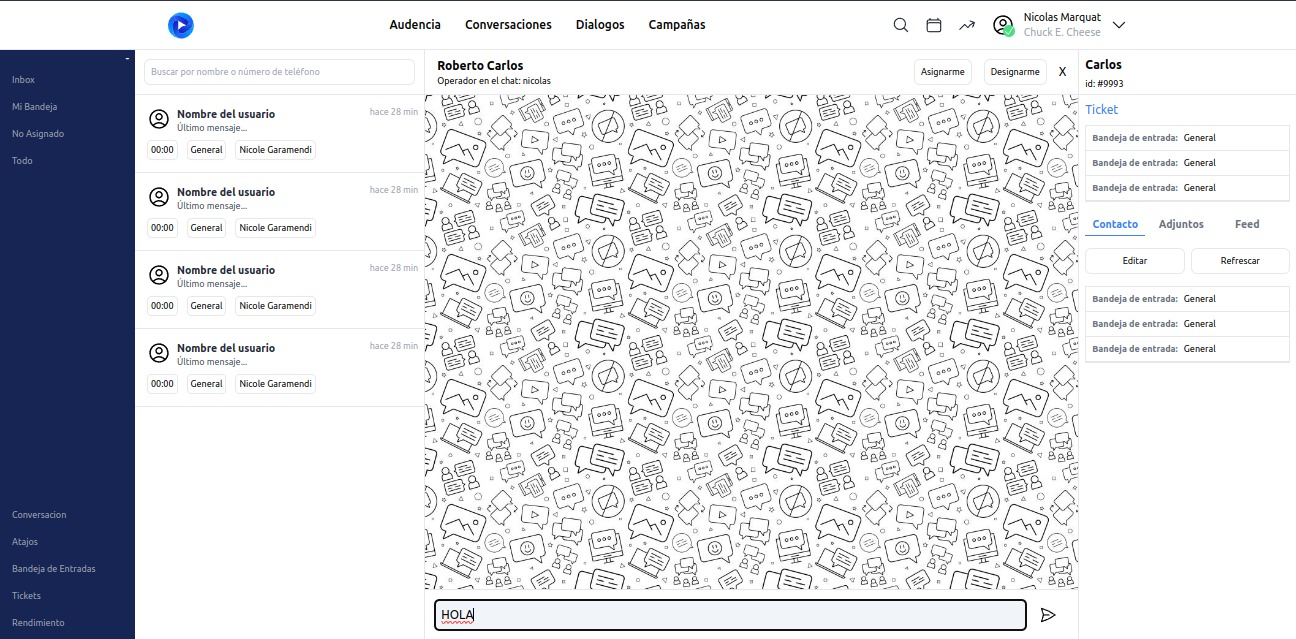 Audencia Conversaciones Dialogos Campañas
Nicolas Marquat
Chuck E. Cheese
-
Inbox
Mi Bandeja
No Asignado
Todo
Conversacion
Atajos
Bandeja de Entradas
Tickets
Rendimiento
Buscar por nombre o número de teléfono
Nombre del usuario hace 28 min
Último mensaje...
00:00 General Nicole Garamendi
Nombre del usuario hace 28 min
Último mensaje...
00:00 General Nicole Garamendi
Nombre del usuario hace 28 min
Último mensaje...
00:00 General Nicole Garamendi
Nombre del usuario hace 28 min
Último mensaje...
00:00 General Nicole Garamendi
Roberto Carlos
Operador en el chat: nicolas
Asignarme Designarme X
HOLA
Carlos
id: #9993
Ticket
Bandeja de entrada: General
Bandeja de entrada: General
Bandeja de entrada: General
Contacto Adjuntos Feed
Editar Refrescar
Bandeja de entrada: General
Bandeja de entrada: General
Bandeja de entrada: General